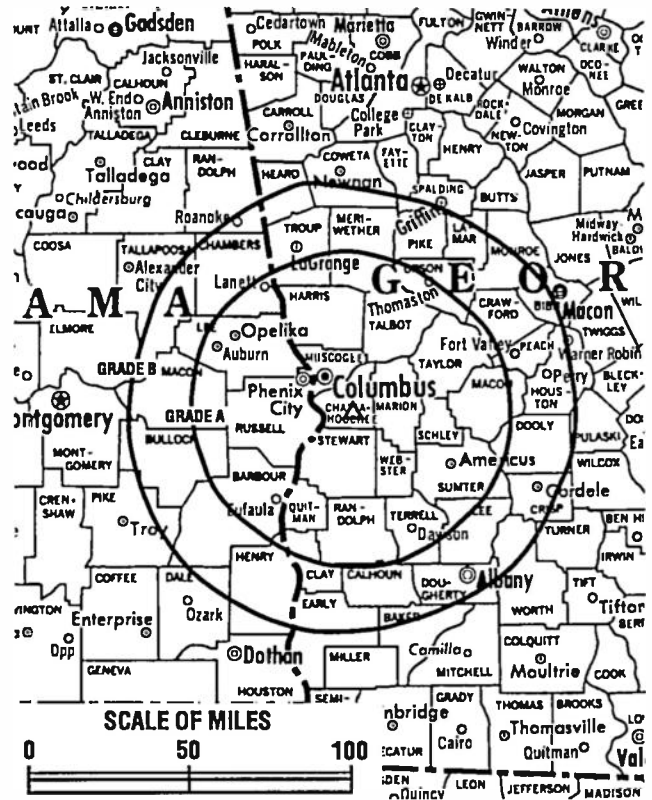 Attalla Gadsden
Cedartown Marietta
FULTON
GWIN-
NETT
BARROW
Winder
CLARKE
POLK
Mableton
COBB
Jacksonville
HARAL-
SON
PAUL-
DING
Atlanta
Decatur
DE KALB
WALTON
Monroe
OCO-
NEE
ST. CLAIR
CALHOUN
W. End
Anniston
Anniston
DOUGLAS
College
Park
ROCK-
DALE
MORGAN
Leeds
TALLADEGA
CLEBURNE
CARROLL
Carrollton
CLAY-
TON
NEW-
TON
Covington
HENRY
Talladega
CLAY
RAN-
DOLPH
HEARD
COWETA
Newnan
FAY-
ETTE
SPALDING
BUTTS
JASPER
PUTNAM
Childersburg
Roanoke
TROUP
MERI-
WETHER
Griffin
PIKE
LA-
MAR
MONROE
JONES
Midway-
Hardwick
COOSA
TALLAPOOSA
CHAMBERS
Alexander
City
LaGrange
Lanett
HARRIS
UPSON
Thomaston
G E O R
A M A
ELMORE
LEE
Opelika
Auburn
TALBOT
CRAW-
FORD
BIBB
Macon
TWIGGS
MUSCOGEE
TAYLOR
Fort Valley
PEACH
Warner Robin
GRADE B
MACON
Phenix
City
Columbus
MACON
Perry
HOUS-
TON
BLECK-
LEY
GRADE A
CHATTA-
HOOCHEE
MARION
BULLOCK
RUSSELL
STEWART
SCHLEY
DOOLY
PULASKI
MONT-
GOMERY
WEB-
STER
Americus
SUMTER
WILCOX
CREN-
SHAW
PIKE
BARBOUR
Eufaula
QUIT-
MAN
RAN-
DOLPH
TERRELL
Dawson
LEE
Cordele
CRISP
Troy
TURNER
BEN HI
IRWIN
HENRY
COFFEE
DALE
CLAY
CALHOUN
DOU-
GHERTY
Albany
WORTH
TIFT
Tifton
Enterprise
Ozark
EARLY
BAKER
Opp
Dothan
MILLER
Camilla
MITCHELL
COLQUITT
Moultrie
COOK
GENEVA
HOUSTON
SEMI-
GRADY
Cairo
THOMAS
Thomasville
BROOKS
Quitman
SCALE OF MILES
0 50 100
Quincy
LEON
JEFFERSON
MADISON